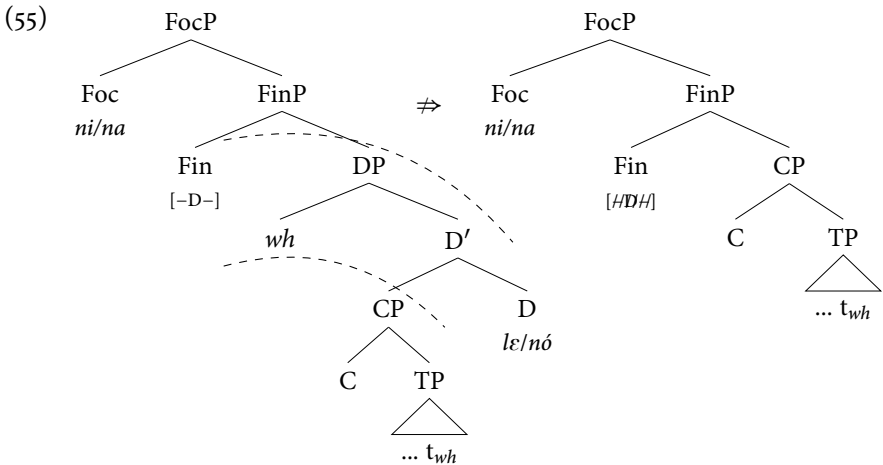 (55)
FocP
Foc FinP
ni/na
Fin DP
[−D−]
wh D′
CP D
lɛ/nó
C TP
... t_wh
⇏
FocP
Foc FinP
ni/na
Fin CP
[−D−]
C TP
... t_wh